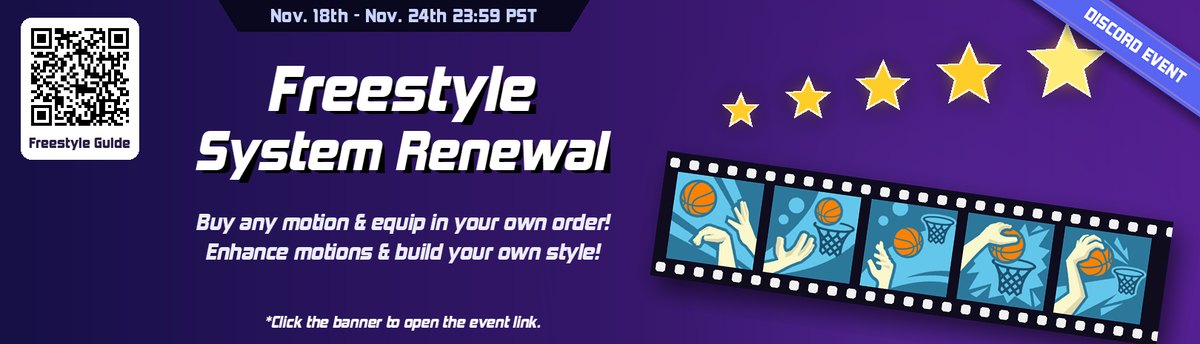 Nov. 18th - Nov. 24th 23:59 PST
DISCORD EVENT
Freestyle Guide
Freestyle
System Renewal
Buy any motion & equip in your own order!
Enhance motions & build your own style!
*Click the banner to open the event link.